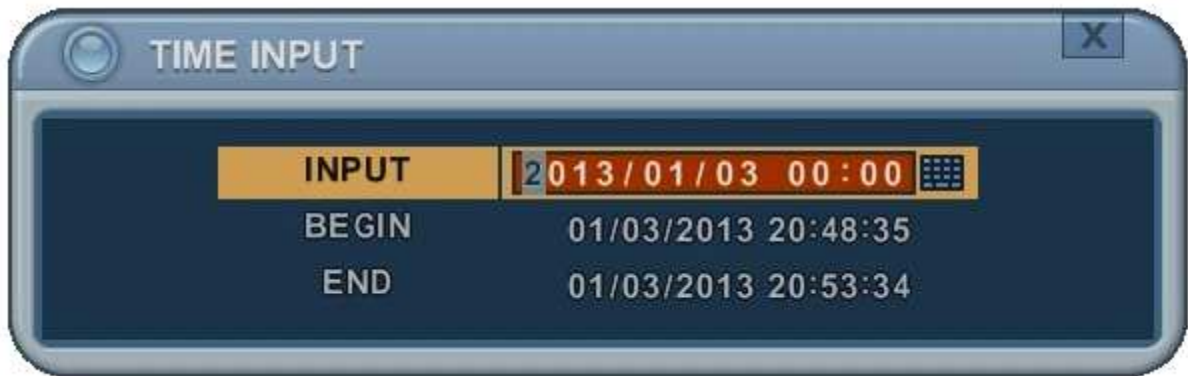 TIME INPUT X
INPUT 2013/01/03 00:00
BEGIN 01/03/2013 20:48:35
END 01/03/2013 20:53:34